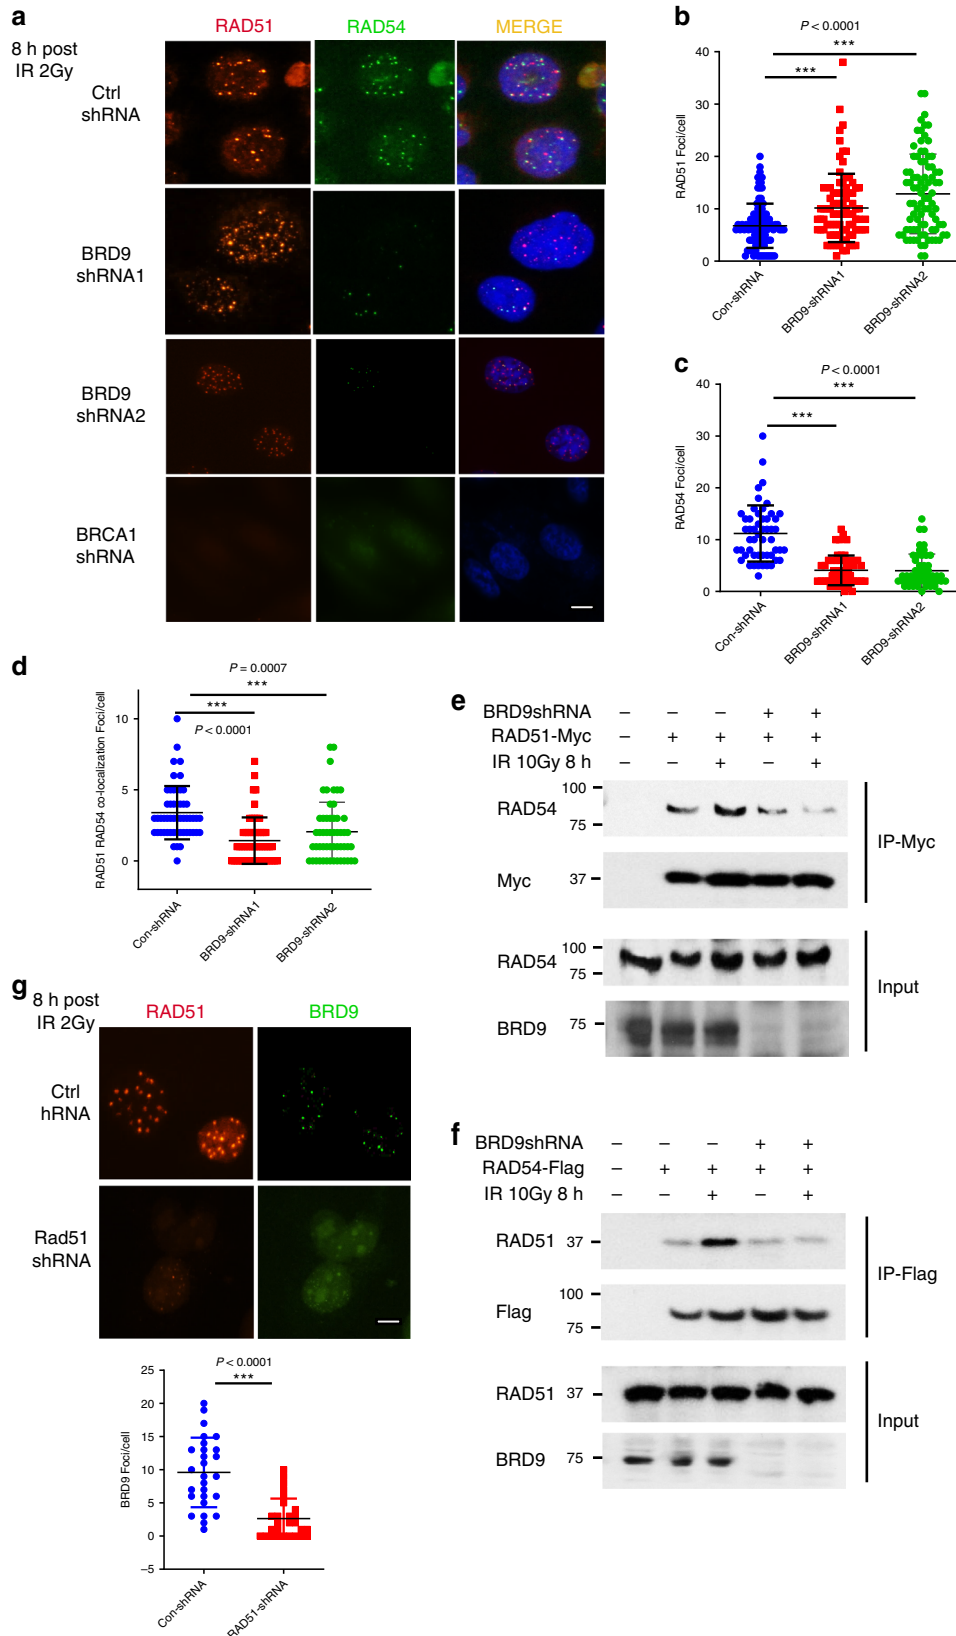 a
RAD51 RAD54 MERGE
8 h post
IR 2Gy
Ctrl
shRNA
BRD9
shRNA1
BRD9
shRNA2
BRCA1
shRNA
b
P < 0.0001
***
***
40
30
20
10
0
RAD51 Foci/cell
Con-shRNA
BRD9-shRNA1
BRD9-shRNA2
c
P < 0.0001
***
***
40
30
20
10
0
RAD54 Foci/cell
Con-shRNA
BRD9-shRNA1
BRD9-shRNA2
d
P = 0.0007
***
***
P < 0.0001
10
5
0
RAD51 RAD54 co-localization Foci/cell
Con-shRNA
BRD9-shRNA1
BRD9-shRNA2
e
BRD9shRNA – – – + +
RAD51-Myc – + + + +
IR 10Gy 8 h – – + – +
RAD54 100 75
Myc 37
IP-Myc
RAD54 100 75
BRD9 75
Input
f
BRD9shRNA – – – + +
RAD54-Flag – + + + +
IR 10Gy 8 h – – + – +
RAD51 37
Flag 100 75
IP-Flag
RAD51 37
BRD9 75
Input
g
8 h post
IR 2Gy
RAD51 BRD9
Ctrl
hRNA
Rad51
shRNA
P < 0.0001
***
25
20
15
10
5
0
–5
BRD9 Foci/cell
Con-shRNA
RAD51-shRNA